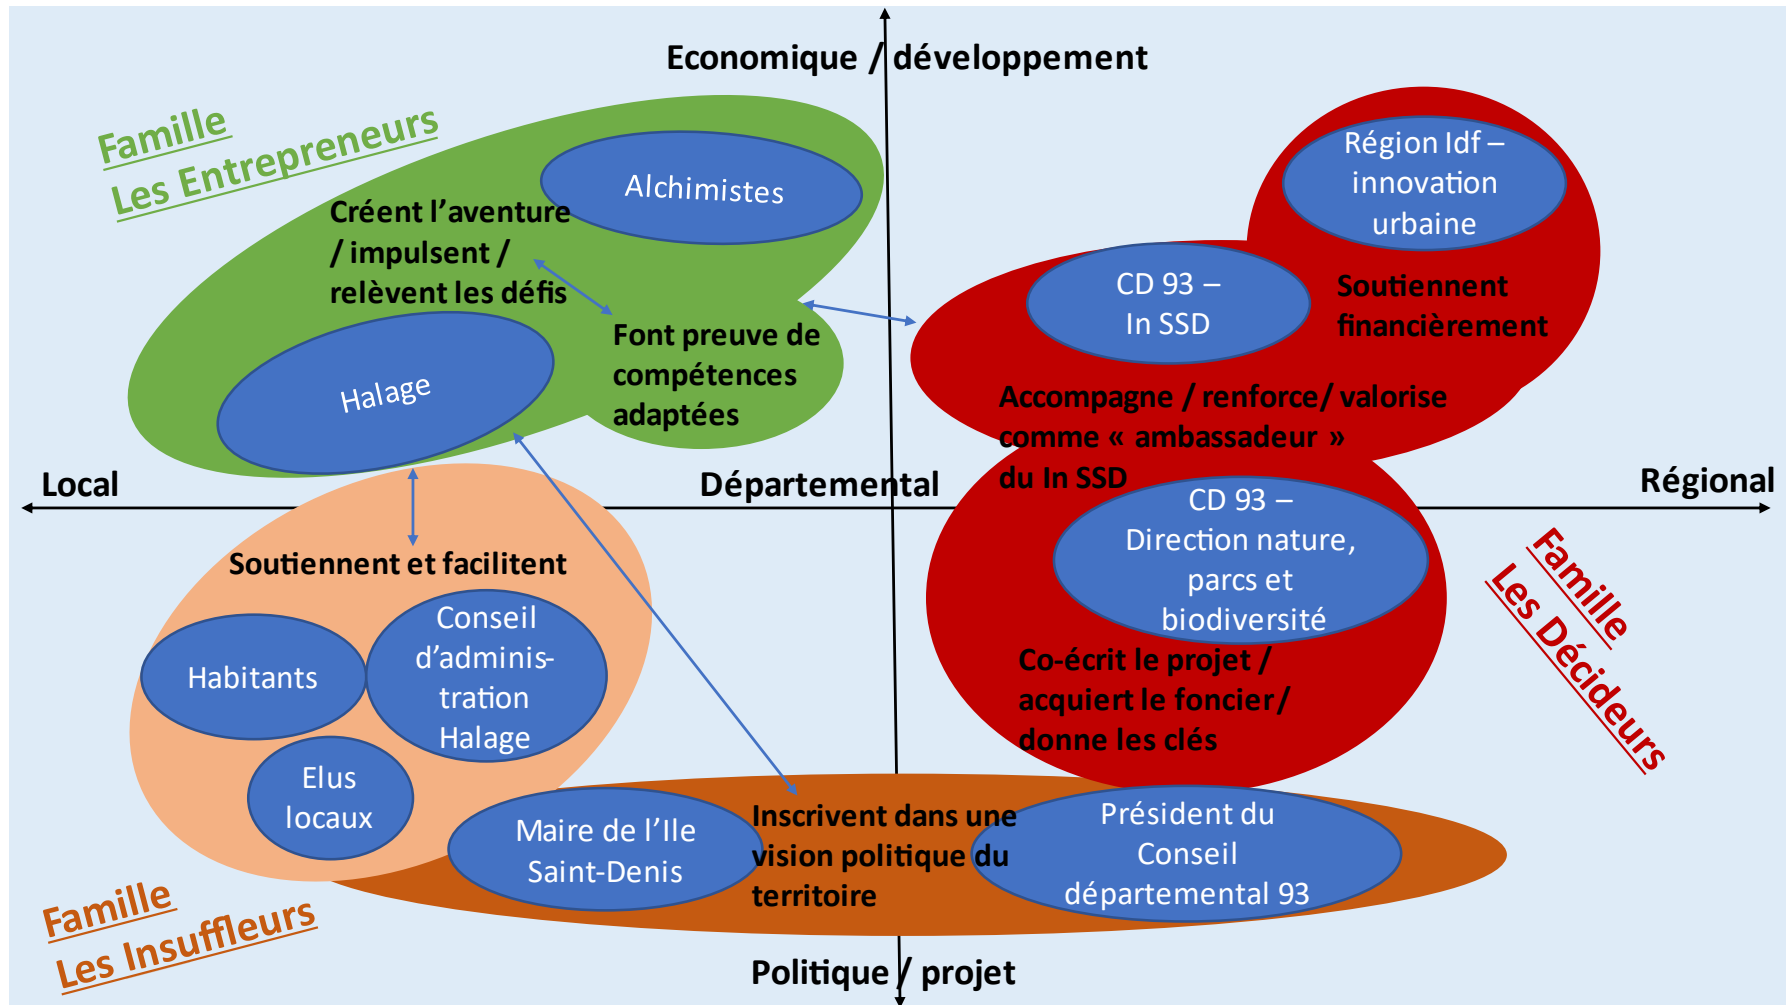 Economique / développement
Famille
Les Entrepreneurs
Alchimistes
Créent l’aventure
/ impulsent /
relèvent les défis
Font preuve de
compétences
adaptées
Halage
Région Idf –
innovation
urbaine
CD 93 –
In SSD
Soutiennent
financièrement
Accompagne / renforce/ valorise
comme « ambassadeur »
du In SSD
Local
Départemental
Régional
CD 93 –
Direction nature,
parcs et
biodiversité
Co-écrit le projet /
acquiert le foncier/
donne les clés
Famille
Les Décideurs
Soutiennent et facilitent
Habitants
Conseil
d’adminis-
tration
Halage
Elus
locaux
Maire de l’Ile
Saint-Denis
Inscrivent dans une
vision politique du
territoire
Président du
Conseil
départemental 93
Famille
Les Insuffleurs
Politique / projet